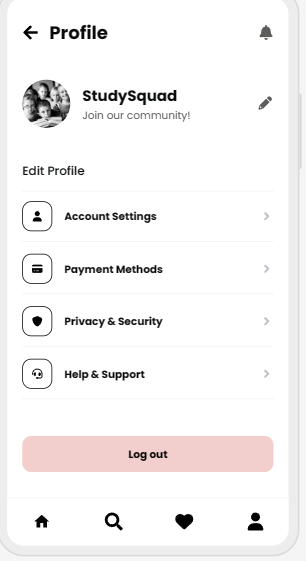 Profile
StudySquad
Join our community!
Edit Profile
Account Settings
Payment Methods
Privacy & Security
Help & Support
Log out